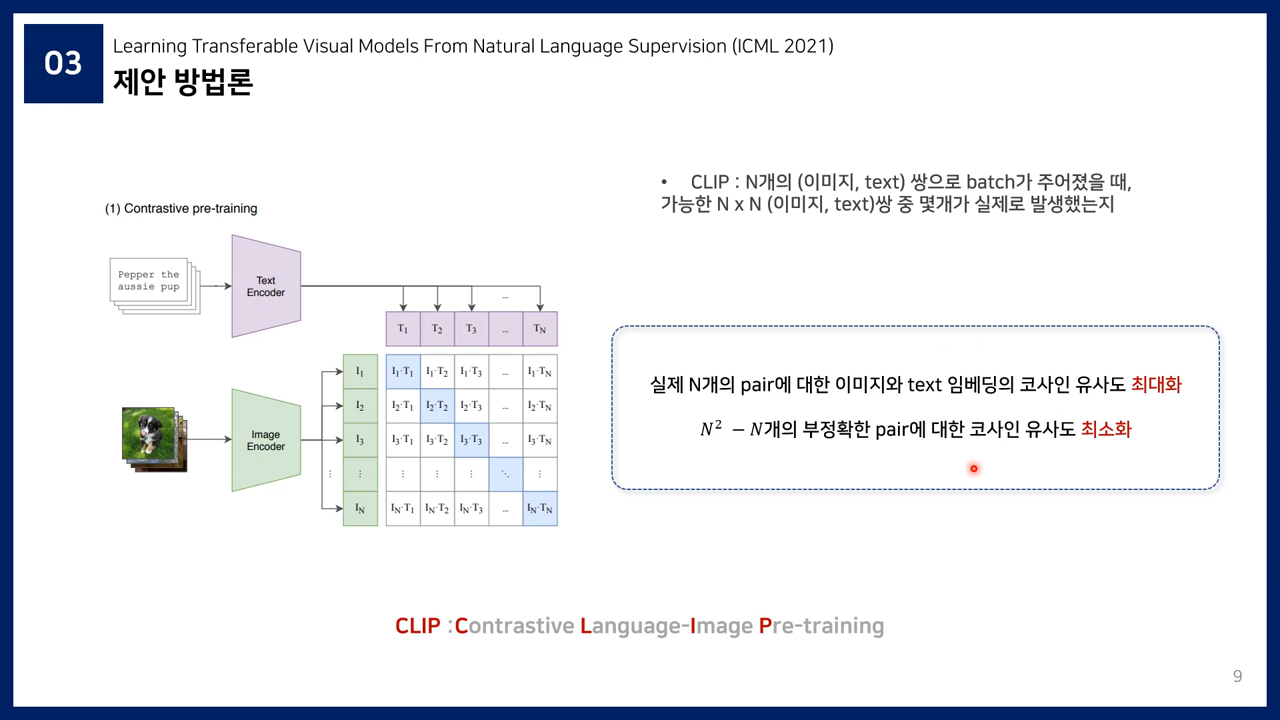 03
Learning Transferable Visual Models From Natural Language Supervision (ICML 2021)
제안 방법론
• CLIP : N개의 (이미지, text) 쌍으로 batch가 주어졌을 때,
가능한 N x N (이미지, text)쌍 중 몇개가 실제로 발생했는지
(1) Contrastive pre-training
Pepper the
aussie pup
Text
Encoder
...
T₁ T₂ T₃ ... T_N
Image
Encoder
I₁ I₁·T₁ I₁·T₂ I₁·T₃ ... I₁·T_N
I₂ I₂·T₁ I₂·T₂ I₂·T₃ ... I₂·T_N
I₃ I₃·T₁ I₃·T₂ I₃·T₃ ... I₃·T_N
⋮ ⋮ ⋮ ⋮ ⋮ ⋱ ⋮
I_N I_N·T₁ I_N·T₂ I_N·T₃ ... I_N·T_N
실제 N개의 pair에 대한 이미지와 text 임베딩의 코사인 유사도 최대화
N² − N개의 부정확한 pair에 대한 코사인 유사도 최소화
CLIP : Contrastive Language-Image Pre-training
9